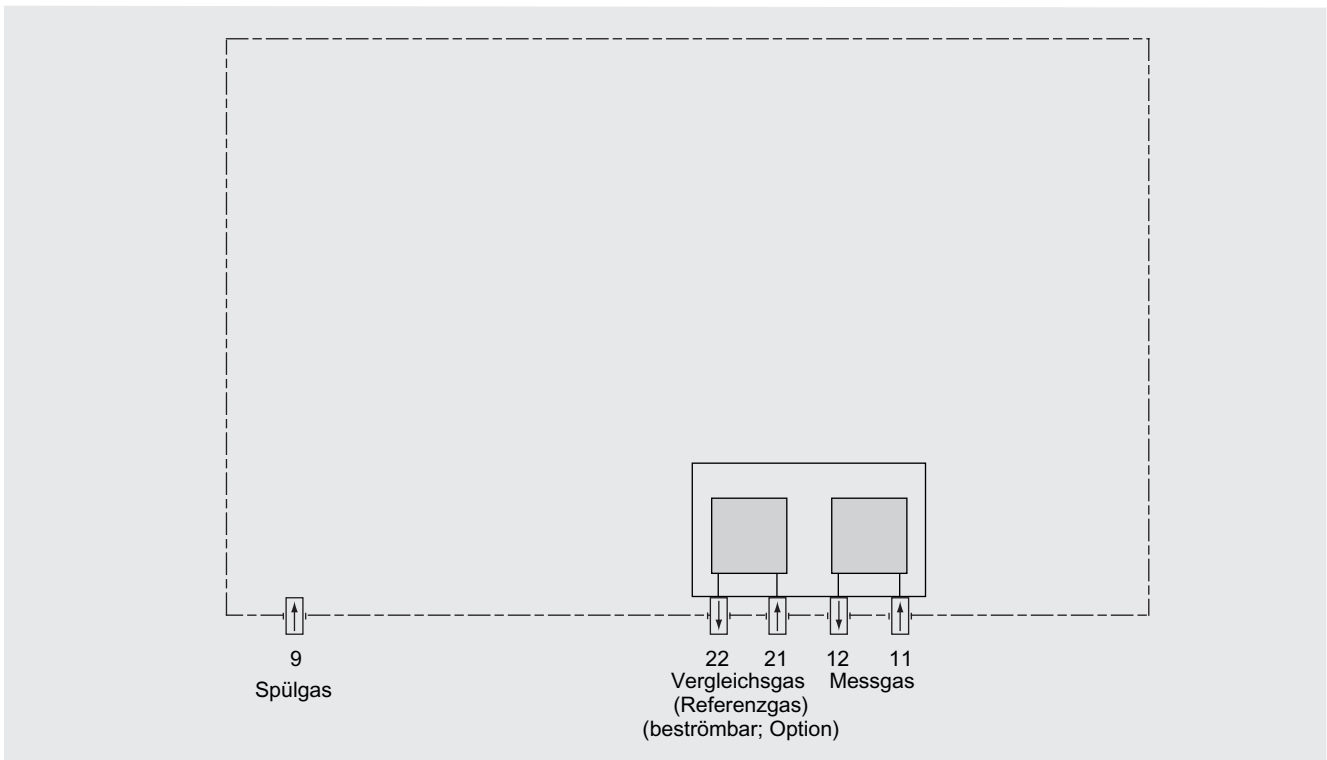 9
Spülgas
22 21 12 11
Vergleichsgas Messgas
(Referenzgas)
(beströmbar; Option)